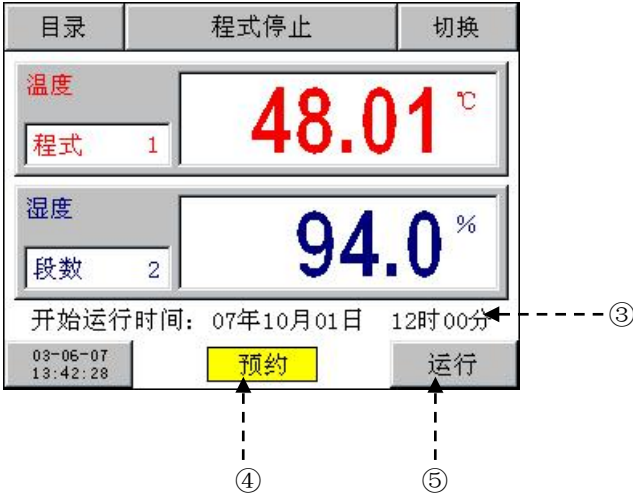 目录 程式停止 切换
温度
48.01 ℃
程式 1
湿度
94.0 %
段数 2
开始运行时间: 07年10月01日 12时00分 ③
03-06-07
13:42:28
预约 运行
④ ⑤